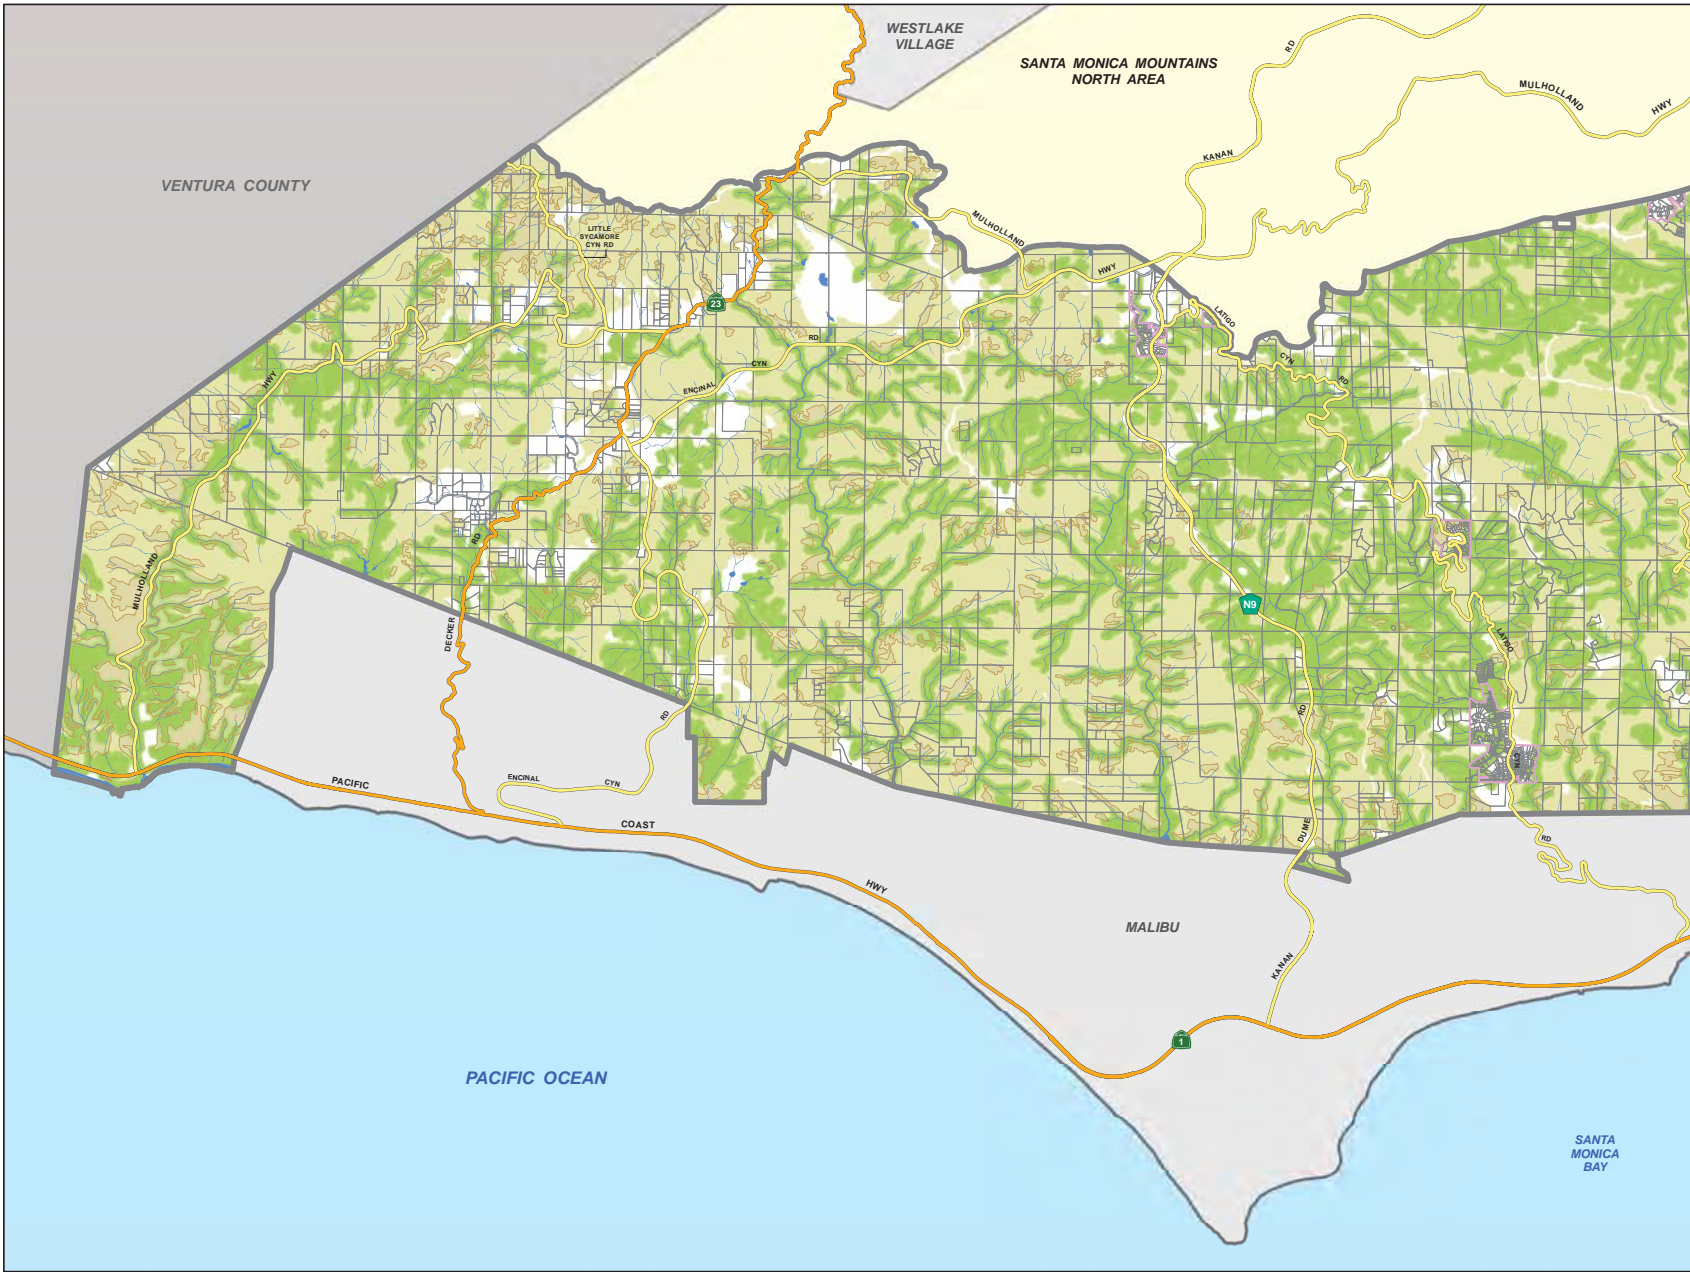 WESTLAKE
VILLAGE
SANTA MONICA MOUNTAINS
NORTH AREA
RD
MULHOLLAND
HWY
KANAN
VENTURA COUNTY
LITTLE
SYCAMORE
CYN RD
MULHOLLAND
HWY
23
LATIGO
RD
CYN
CYN
ENCINAL
HWY
RD
RD
MULHOLLAND
N9
DECKER
LATIGO
RD
RD
CYN
PACIFIC
ENCINAL
CYN
COAST
DUME
RD
HWY
MALIBU
KANAN
1
PACIFIC OCEAN
SANTA
MONICA
BAY